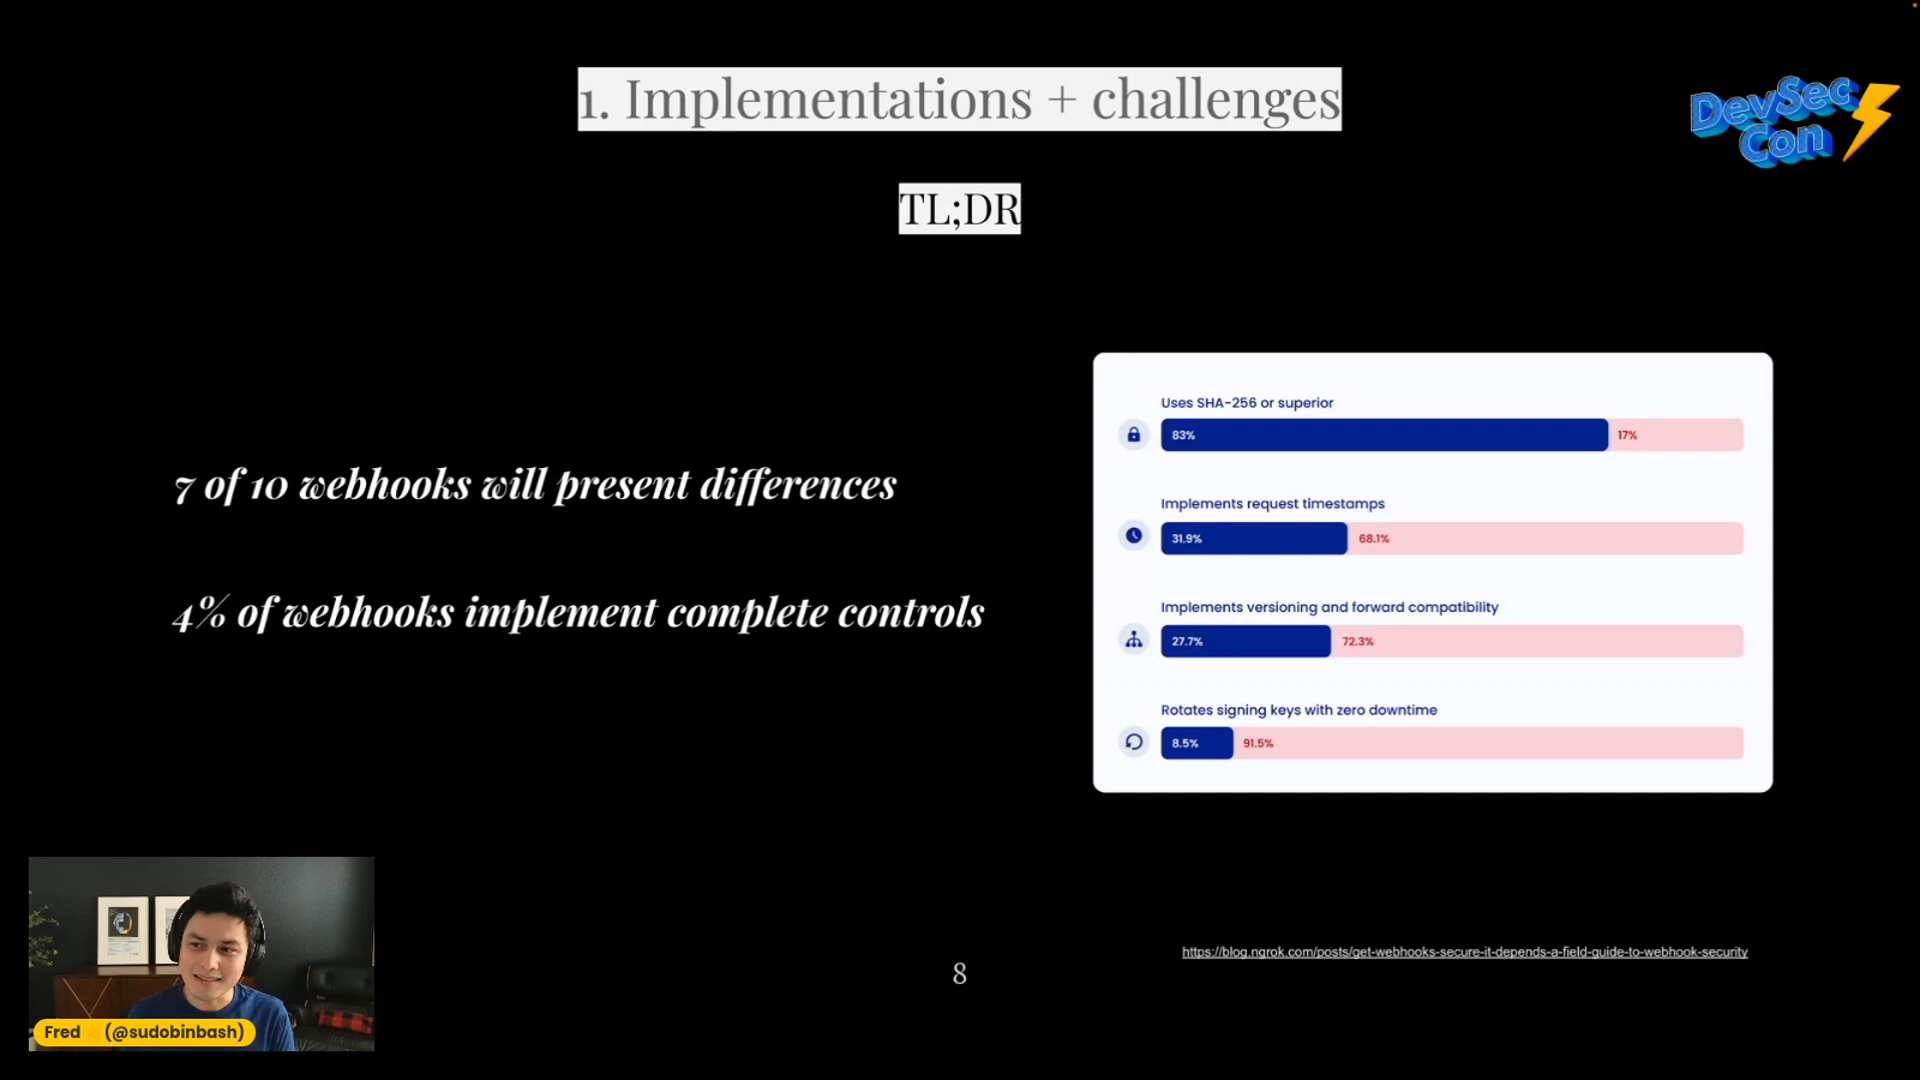 1. Implementations + challenges
DevSec
Con
TL;DR
7 of 10 webhooks will present differences
4% of webhooks implement complete controls
Uses SHA-256 or superior
83%
17%
Implements request timestamps
31.9%
68.1%
Implements versioning and forward compatibility
27.7%
72.3%
Rotates signing keys with zero downtime
8.5%
91.5%
https://blog.ngrok.com/posts/get-webhooks-secure-it-depends-a-field-guide-to-webhook-security
8
Fred (@sudobinbash)